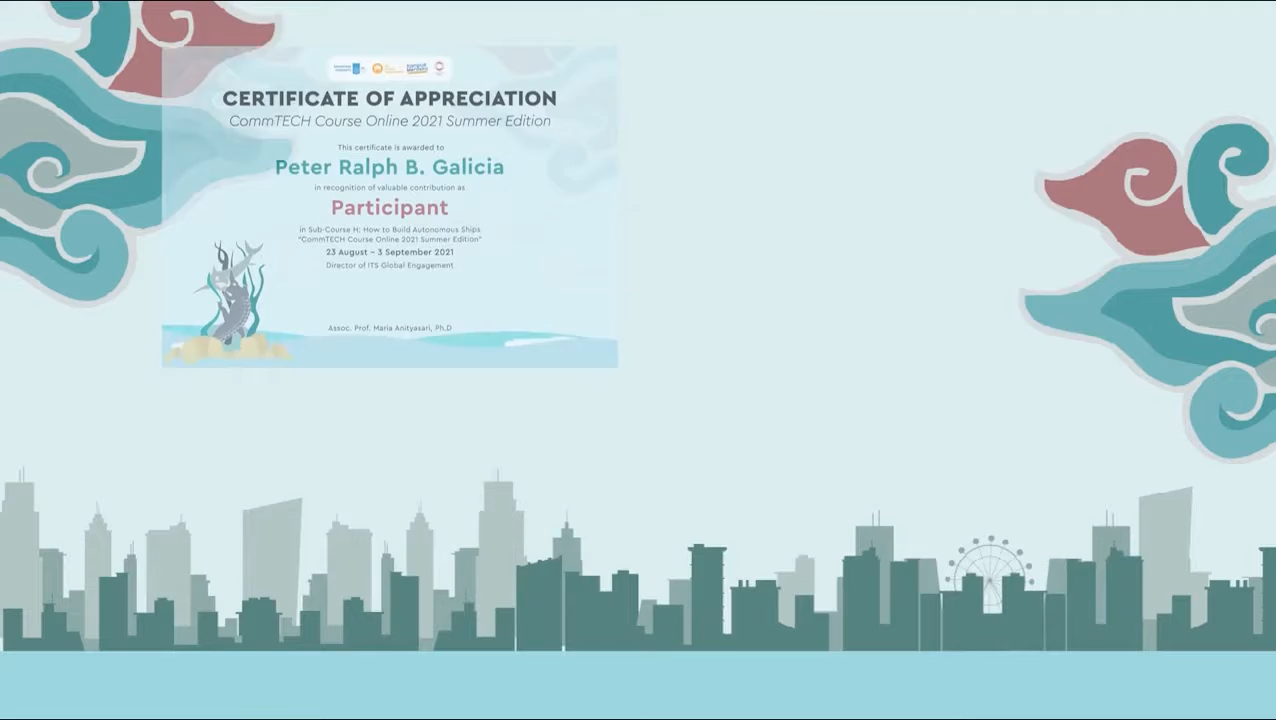 CERTIFICATE OF APPRECIATION
CommTECH Course Online 2021 Summer Edition
This certificate is awarded to
Peter Ralph B. Galicia
in recognition of valuable contribution as
Participant
in Sub-Course H: How to Build Autonomous Ships
"CommTECH Course Online 2021 Summer Edition"
23 August – 3 September 2021
Director of ITS Global Engagement
Assoc. Prof. Maria Anityasari, Ph.D